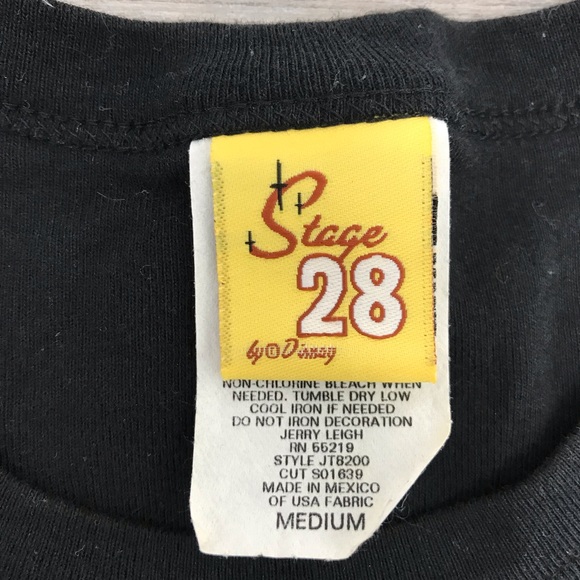 Stage
28
by © Disney
NON-CHLORINE BLEACH WHEN
NEEDED. TUMBLE DRY LOW
COOL IRON IF NEEDED
DO NOT IRON DECORATION
JERRY LEIGH
RN 55219
STYLE JT8200
CUT S01639
MADE IN MEXICO
OF USA FABRIC
MEDIUM